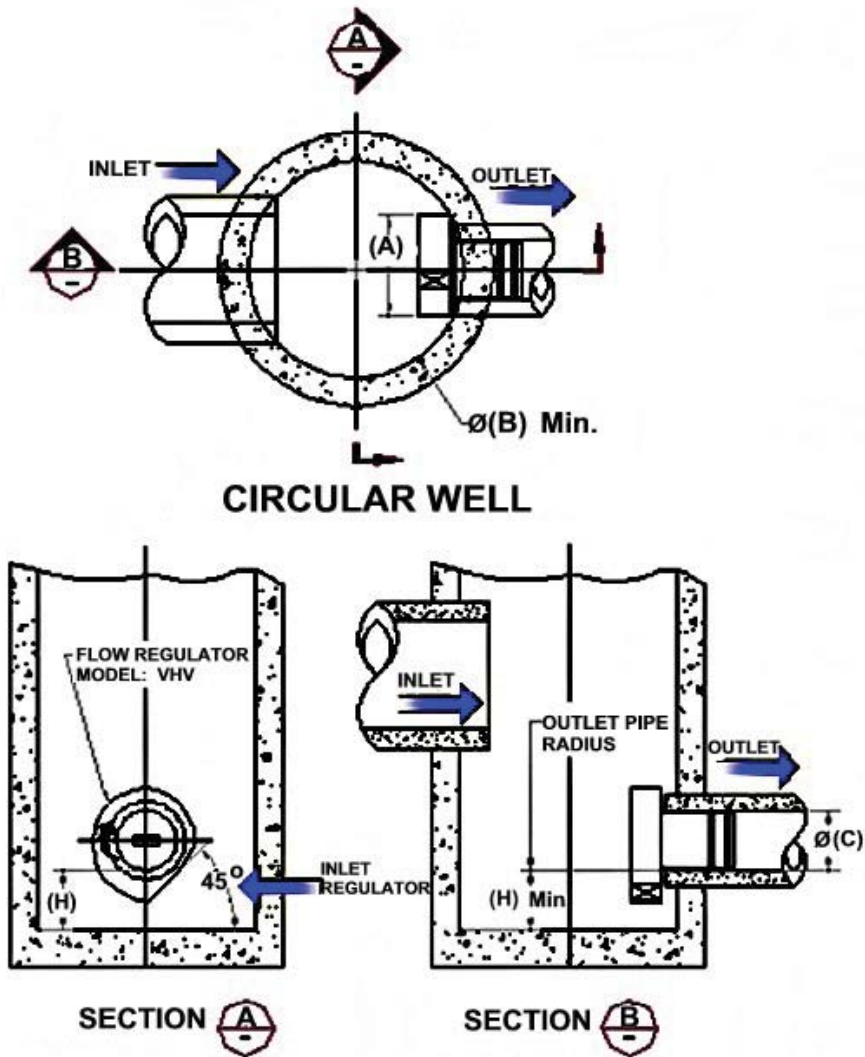 A
-
INLET
OUTLET
(A)
B
-
Ø(B) Min.
CIRCULAR WELL
FLOW REGULATOR
MODEL: VHV
INLET
OUTLET PIPE
RADIUS
OUTLET
Ø(C)
(H)
45°
INLET
REGULATOR
(H) Min
SECTION A
-
SECTION B
-